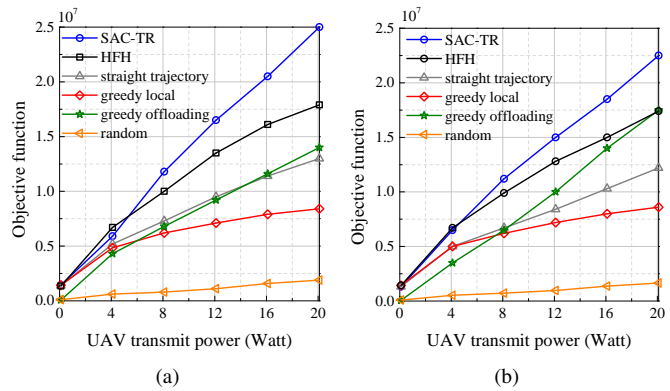 10^7
2.5
2.0
1.5
1.0
0.5
0.0
Objective function
SAC-TR
HFH
straight trajectory
greedy local
greedy offloading
random
0 4 8 12 16 20
UAV transmit power (Watt)
(a)
10^7
2.5
2.0
1.5
1.0
0.5
0.0
Objective function
SAC-TR
HFH
straight trajectory
greedy local
greedy offloading
random
0 4 8 12 16 20
UAV transmit power (Watt)
(b)